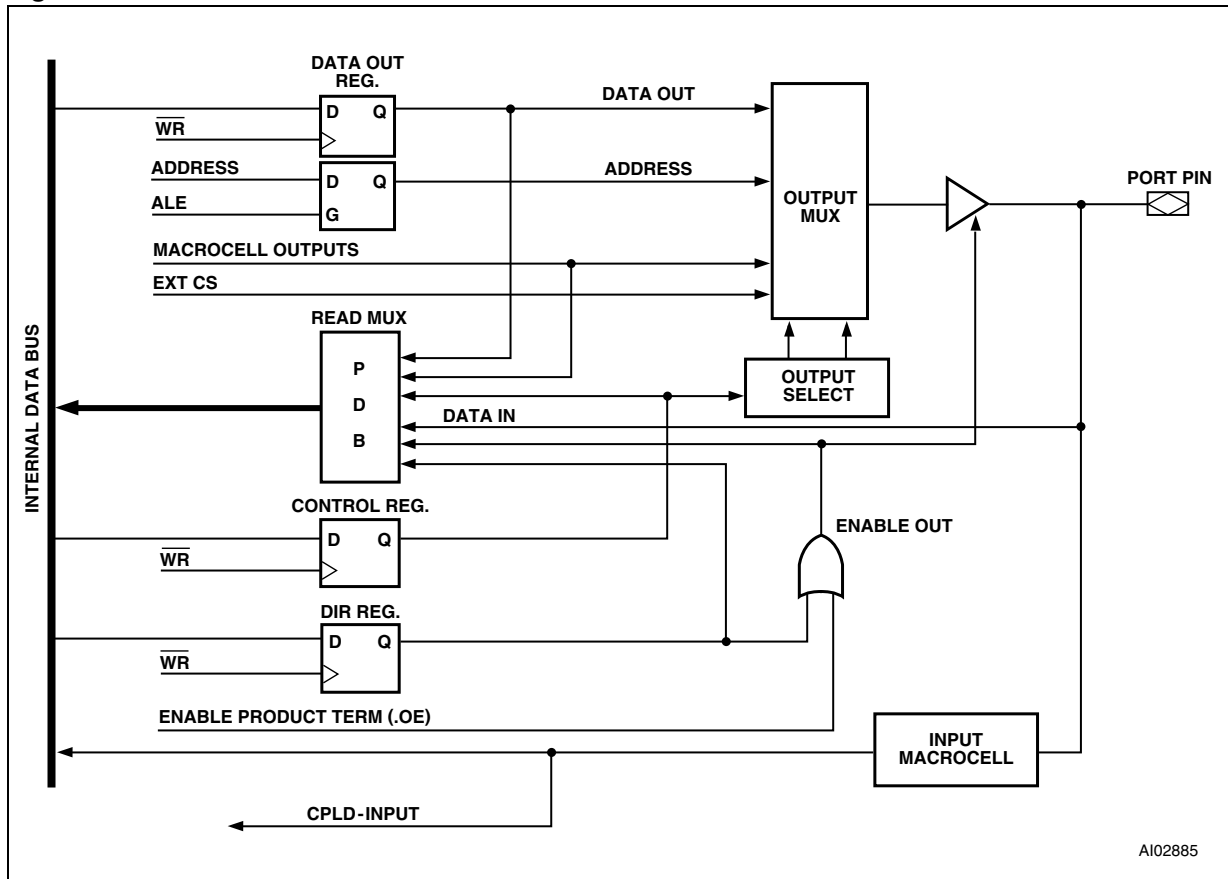 DATA OUT
REG.
D Q
DATA OUT
WR
ADDRESS
D Q
ADDRESS
ALE
G
OUTPUT
MUX
PORT PIN
MACROCELL OUTPUTS
EXT CS
READ MUX
P
D
B
OUTPUT
SELECT
DATA IN
INTERNAL DATA BUS
CONTROL REG.
D Q
WR
ENABLE OUT
DIR REG.
D Q
WR
ENABLE PRODUCT TERM (.OE)
INPUT
MACROCELL
CPLD-INPUT
AI02885